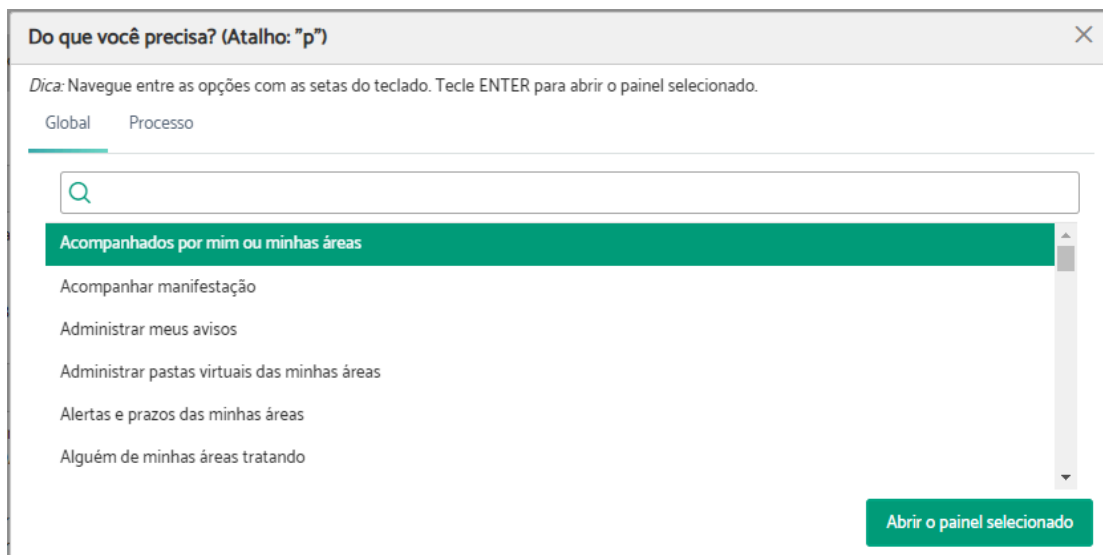 Do que você precisa? (Atalho: "p")
Dica: Navegue entre as opções com as setas do teclado. Tecle ENTER para abrir o painel selecionado.
Global Processo
Acompanhados por mim ou minhas áreas
Acompanhar manifestação
Administrar meus avisos
Administrar pastas virtuais das minhas áreas
Alertas e prazos das minhas áreas
Alguém de minhas áreas tratando
Abrir o painel selecionado